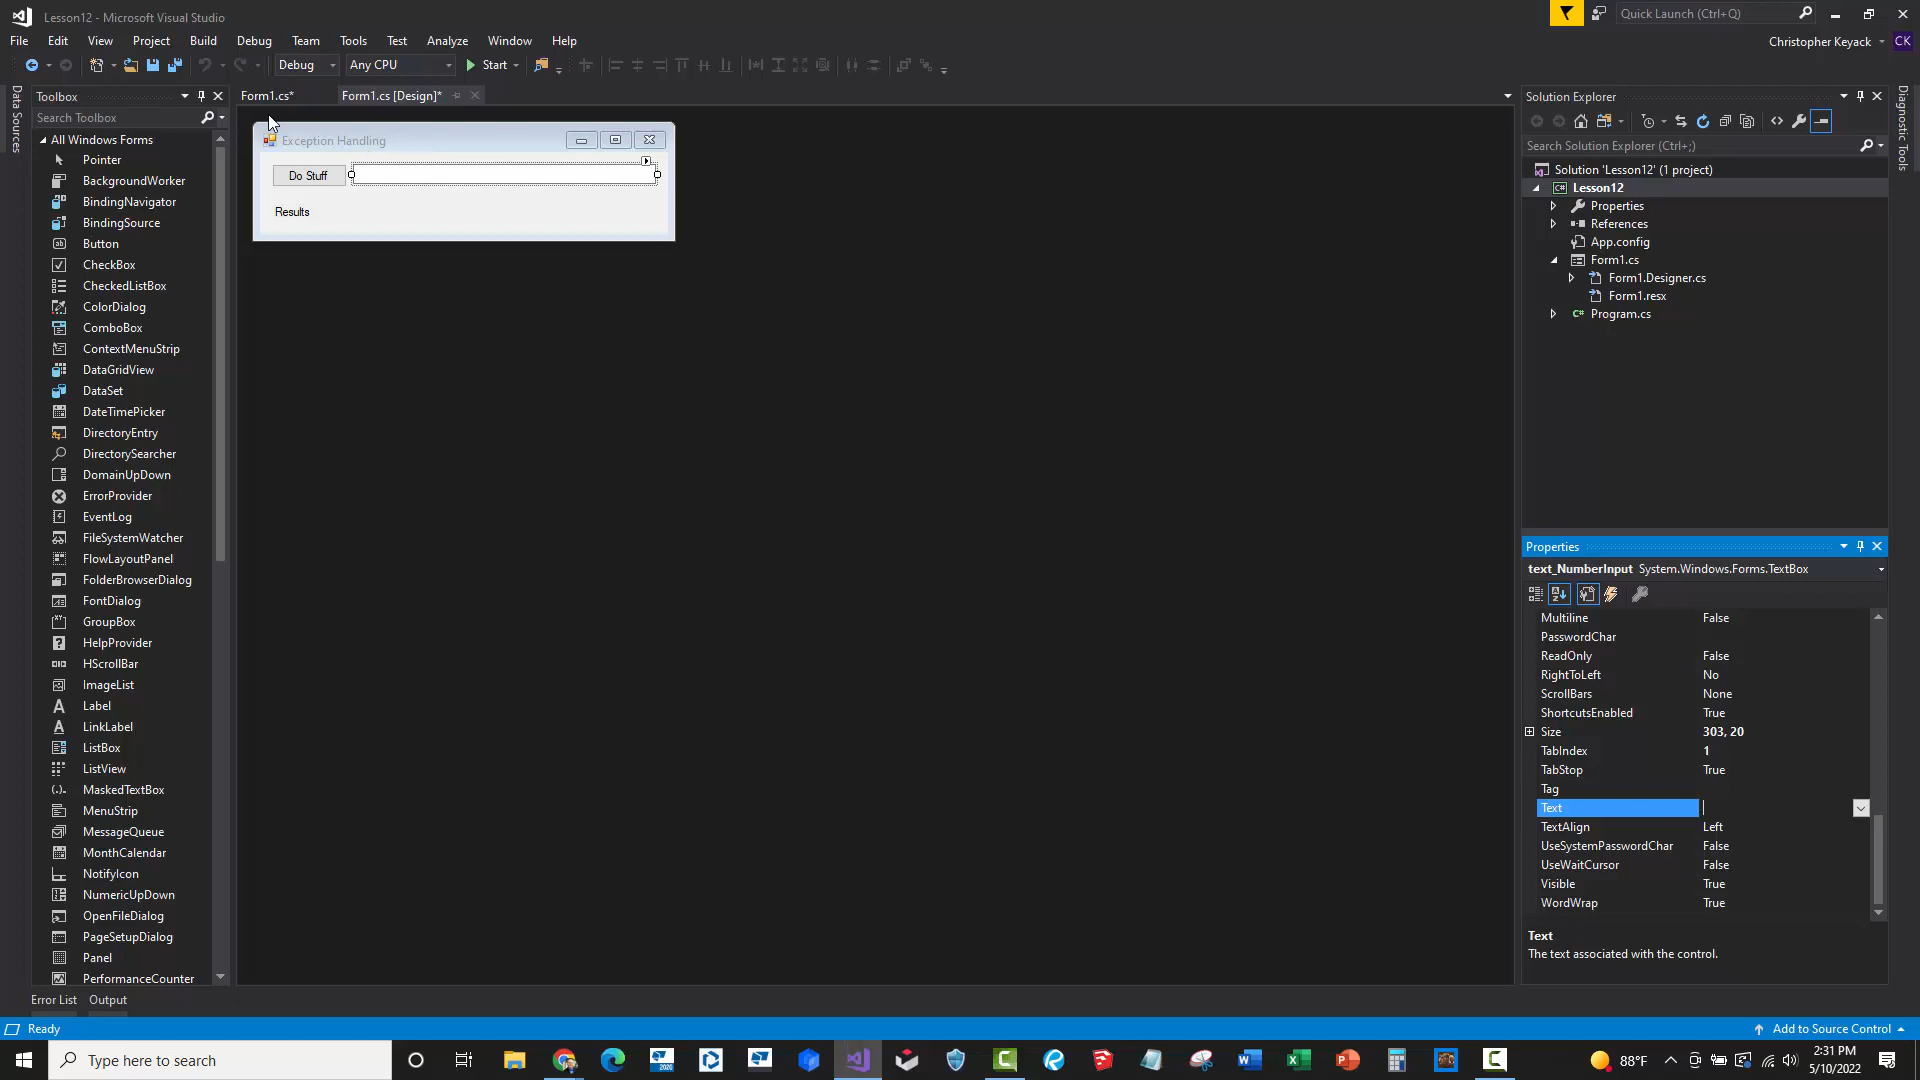 Lesson12 - Microsoft Visual Studio
Quick Launch (Ctrl+Q)
File Edit View Project Build Debug Team Tools Test Analyze Window Help
Christopher Keyack CK
Debug Any CPU Start
Data Sources
Toolbox
Search Toolbox
All Windows Forms
Pointer
BackgroundWorker
BindingNavigator
BindingSource
Button
CheckBox
CheckedListBox
ColorDialog
ComboBox
ContextMenuStrip
DataGridView
DataSet
DateTimePicker
DirectoryEntry
DirectorySearcher
DomainUpDown
ErrorProvider
EventLog
FileSystemWatcher
FlowLayoutPanel
FolderBrowserDialog
FontDialog
GroupBox
HelpProvider
HScrollBar
ImageList
Label
LinkLabel
ListBox
ListView
MaskedTextBox
MenuStrip
MessageQueue
MonthCalendar
NotifyIcon
NumericUpDown
OpenFileDialog
PageSetupDialog
Panel
PerformanceCounter
Form1.cs* Form1.cs [Design]*
Exception Handling
Do Stuff
Results
Solution Explorer
Search Solution Explorer (Ctrl+;)
Solution 'Lesson12' (1 project)
Lesson12
Properties
References
App.config
Form1.cs
Form1.Designer.cs
Form1.resx
Program.cs
Diagnostic Tools
Properties
text_NumberInput System.Windows.Forms.TextBox
Multiline False
PasswordChar
ReadOnly False
RightToLeft No
ScrollBars None
ShortcutsEnabled True
Size 303, 20
TabIndex 1
TabStop True
Tag
Text
TextAlign Left
UseSystemPasswordChar False
UseWaitCursor False
Visible True
WordWrap True
Text
The text associated with the control.
Error List Output
Ready
Add to Source Control
Type here to search
88°F
2:31 PM
5/10/2022